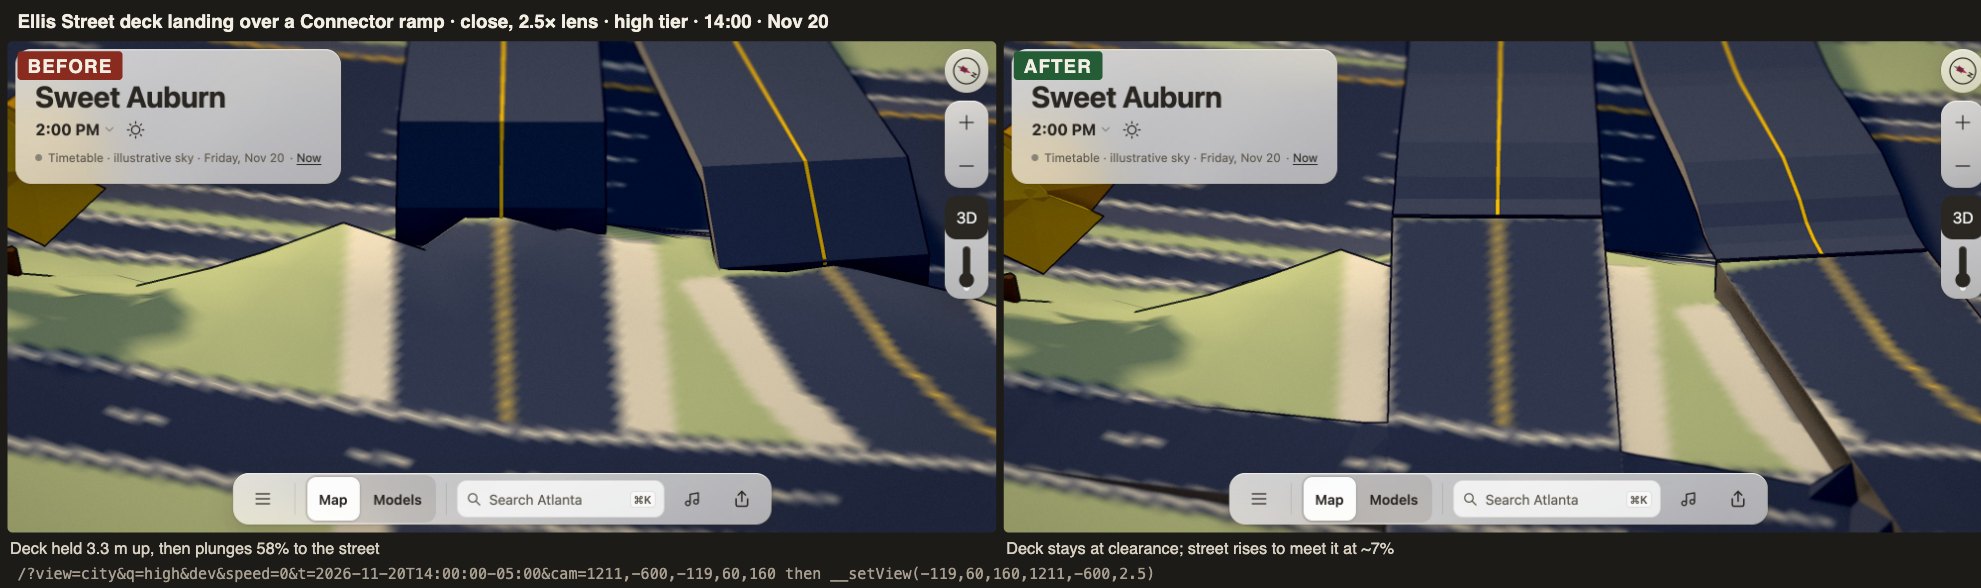 Ellis Street deck landing over a Connector ramp · close, 2.5× lens · high tier · 14:00 · Nov 20
BEFORE
Sweet Auburn
2:00 PM
Timetable · illustrative sky · Friday, Nov 20 · Now
3D
Map Models Search Atlanta ⌘K
AFTER
Sweet Auburn
2:00 PM
Timetable · illustrative sky · Friday, Nov 20 · Now
3D
Map Models Search Atlanta ⌘K
Deck held 3.3 m up, then plunges 58% to the street
Deck stays at clearance; street rises to meet it at ~7%
/?view=city&q=high&dev&speed=0&t=2026-11-20T14:00:00-05:00&cam=1211,-600,-119,60,160 then __setView(-119,60,160,1211,-600,2.5)